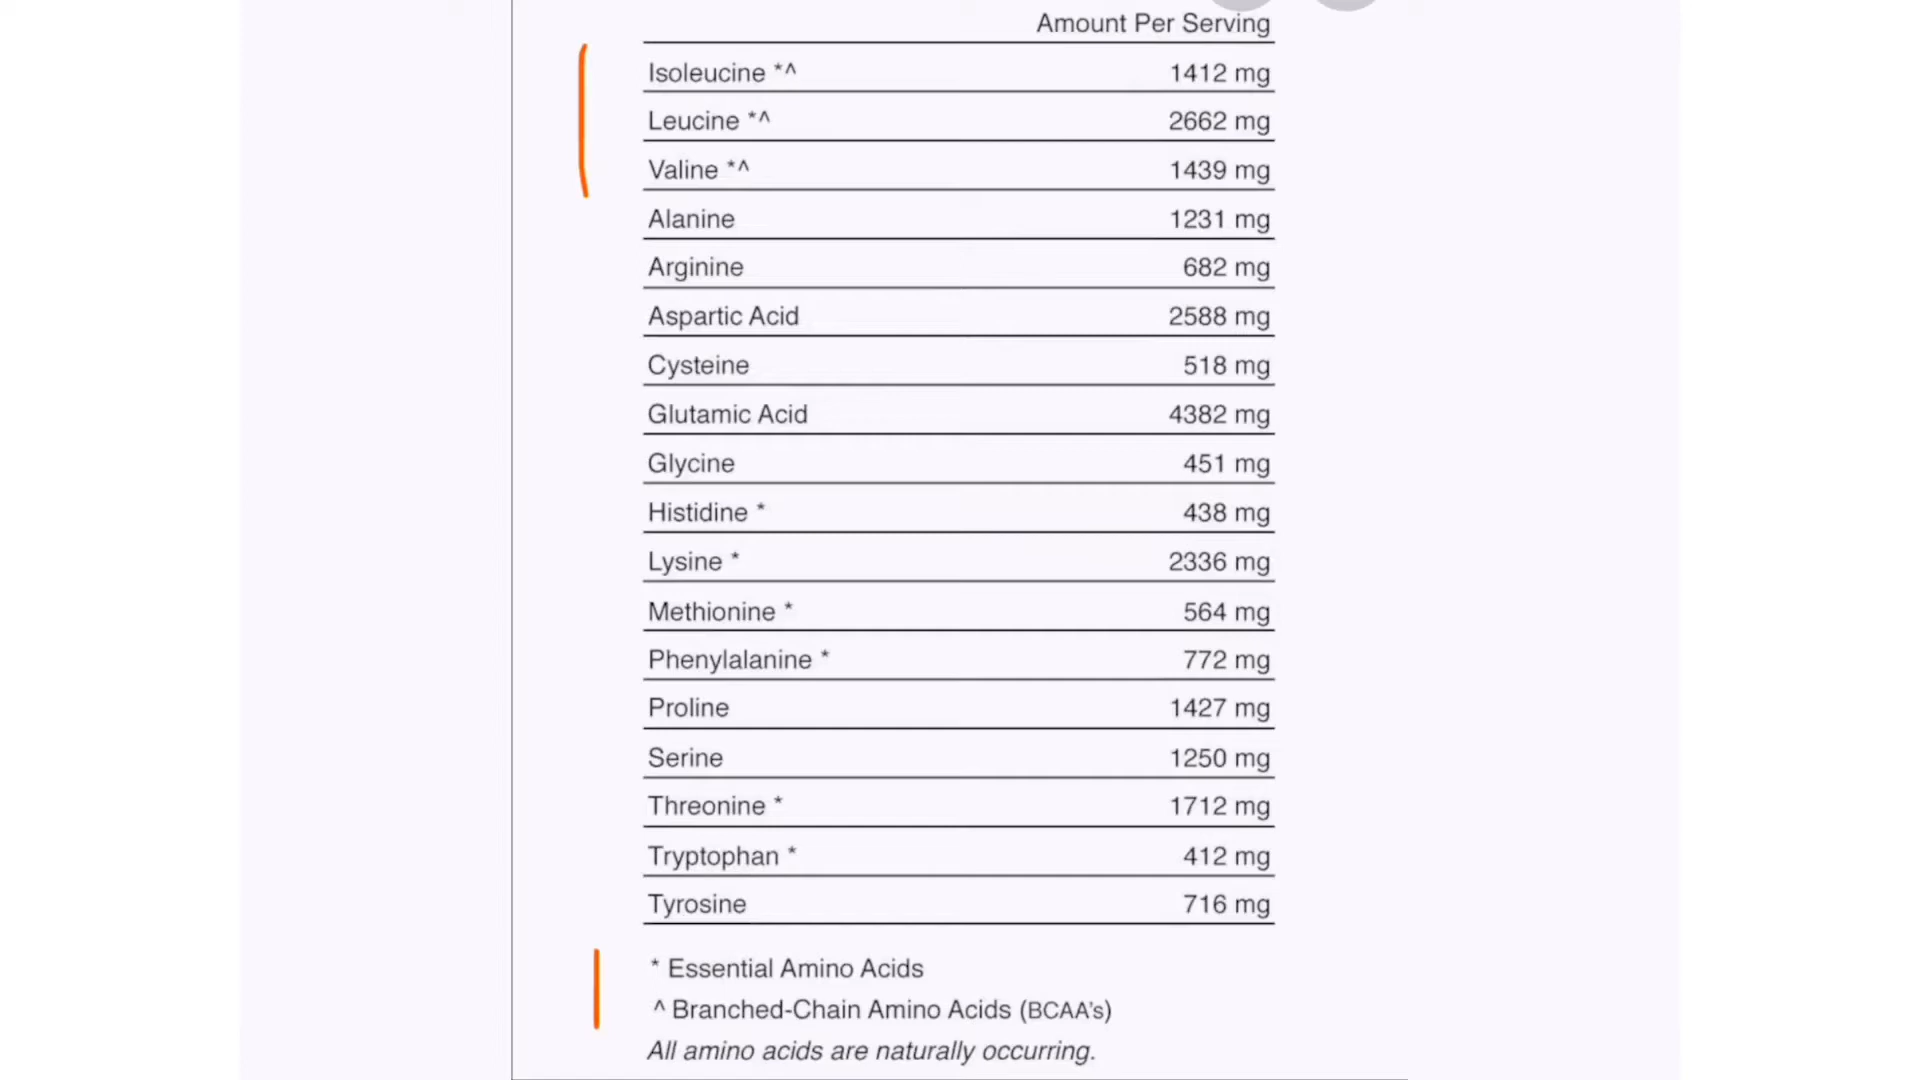 Amount Per Serving
Isoleucine *^ 1412 mg
Leucine *^ 2662 mg
Valine *^ 1439 mg
Alanine 1231 mg
Arginine 682 mg
Aspartic Acid 2588 mg
Cysteine 518 mg
Glutamic Acid 4382 mg
Glycine 451 mg
Histidine * 438 mg
Lysine * 2336 mg
Methionine * 564 mg
Phenylalanine * 772 mg
Proline 1427 mg
Serine 1250 mg
Threonine * 1712 mg
Tryptophan * 412 mg
Tyrosine 716 mg
* Essential Amino Acids
^ Branched-Chain Amino Acids (BCAA's)
All amino acids are naturally occurring.